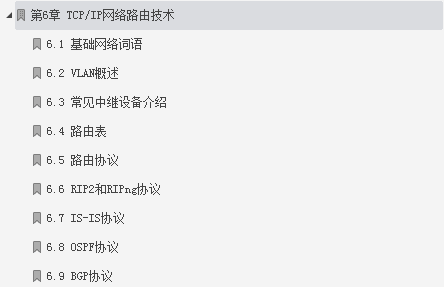 第6章 TCP/IP网络路由技术
6.1 基础网络词语
6.2 VLAN概述
6.3 常见中继设备介绍
6.4 路由表
6.5 路由协议
6.6 RIP2和RIPng协议
6.7 IS-IS协议
6.8 OSPF协议
6.9 BGP协议